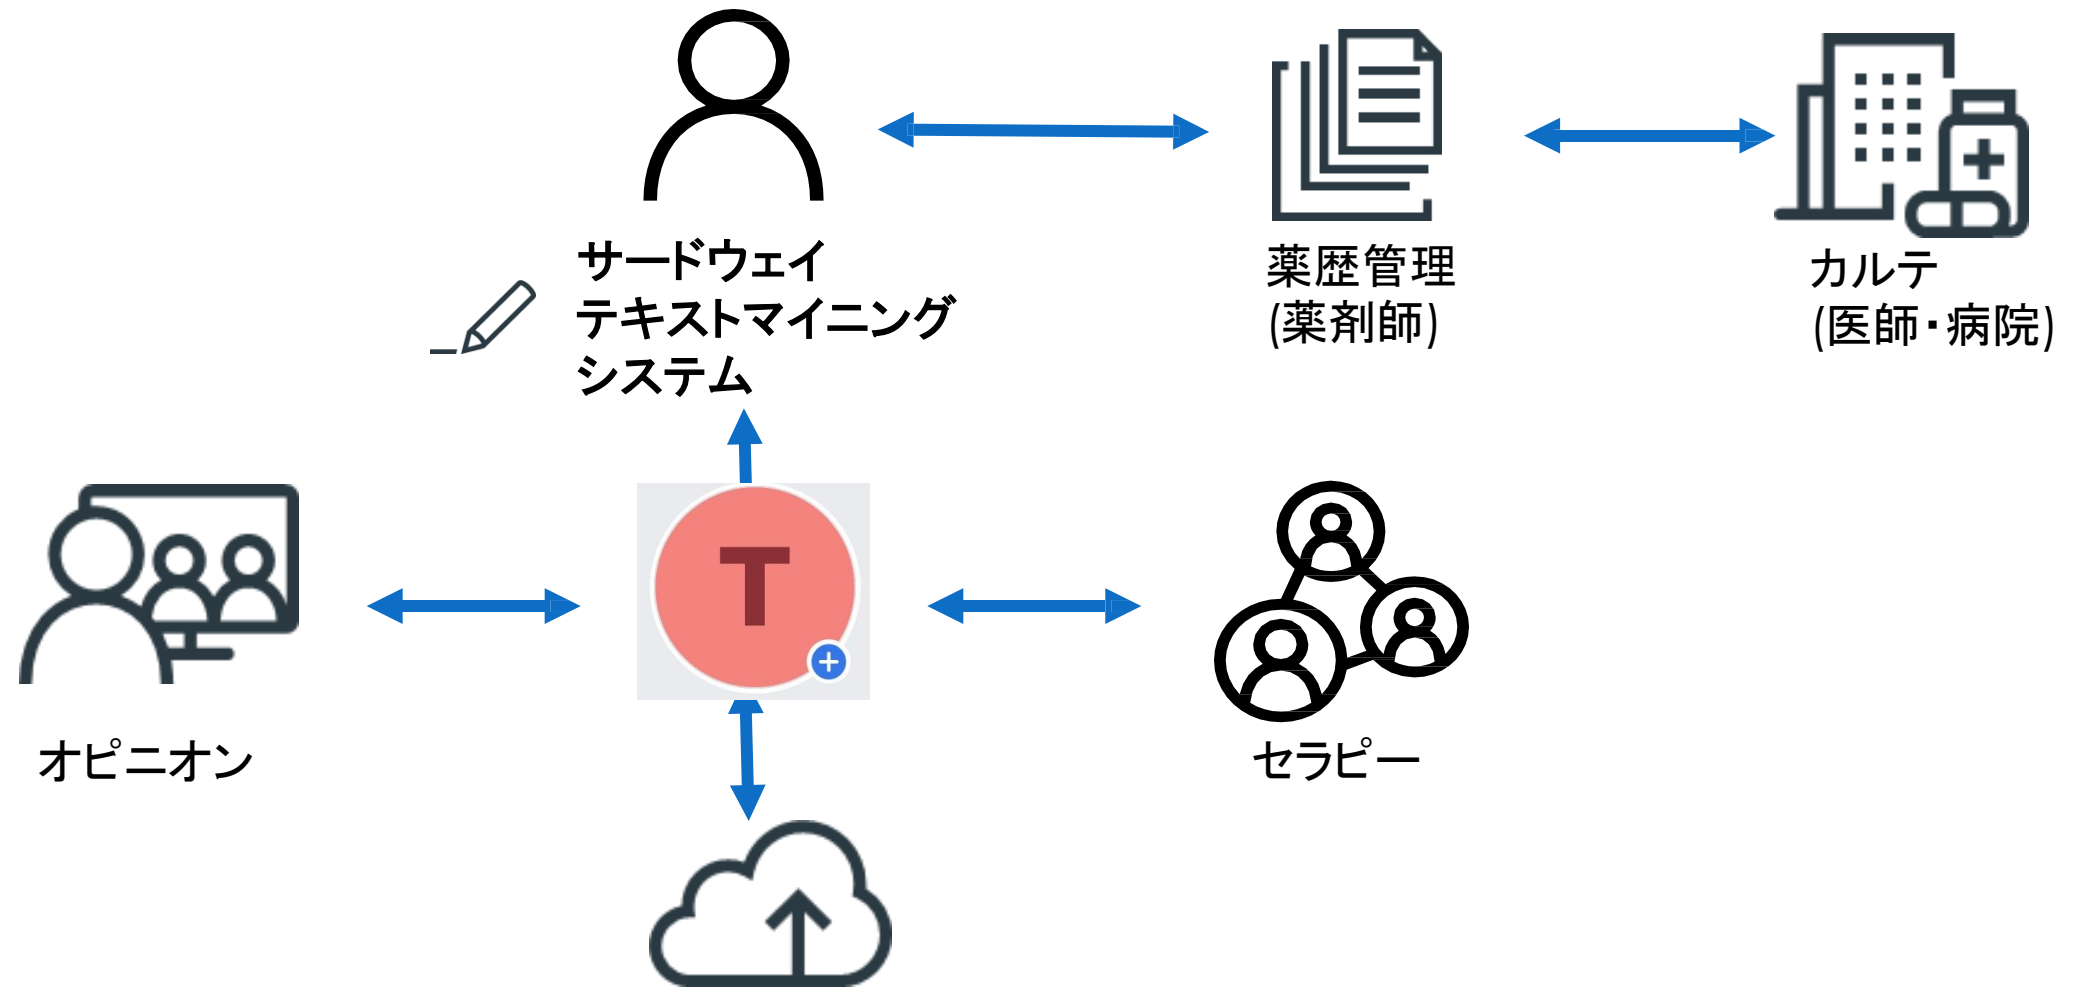 サードウェイ
テキストマイニング
システム
薬歴管理
(薬剤師)
カルテ
(医師・病院)
T
オピニオン
セラピー